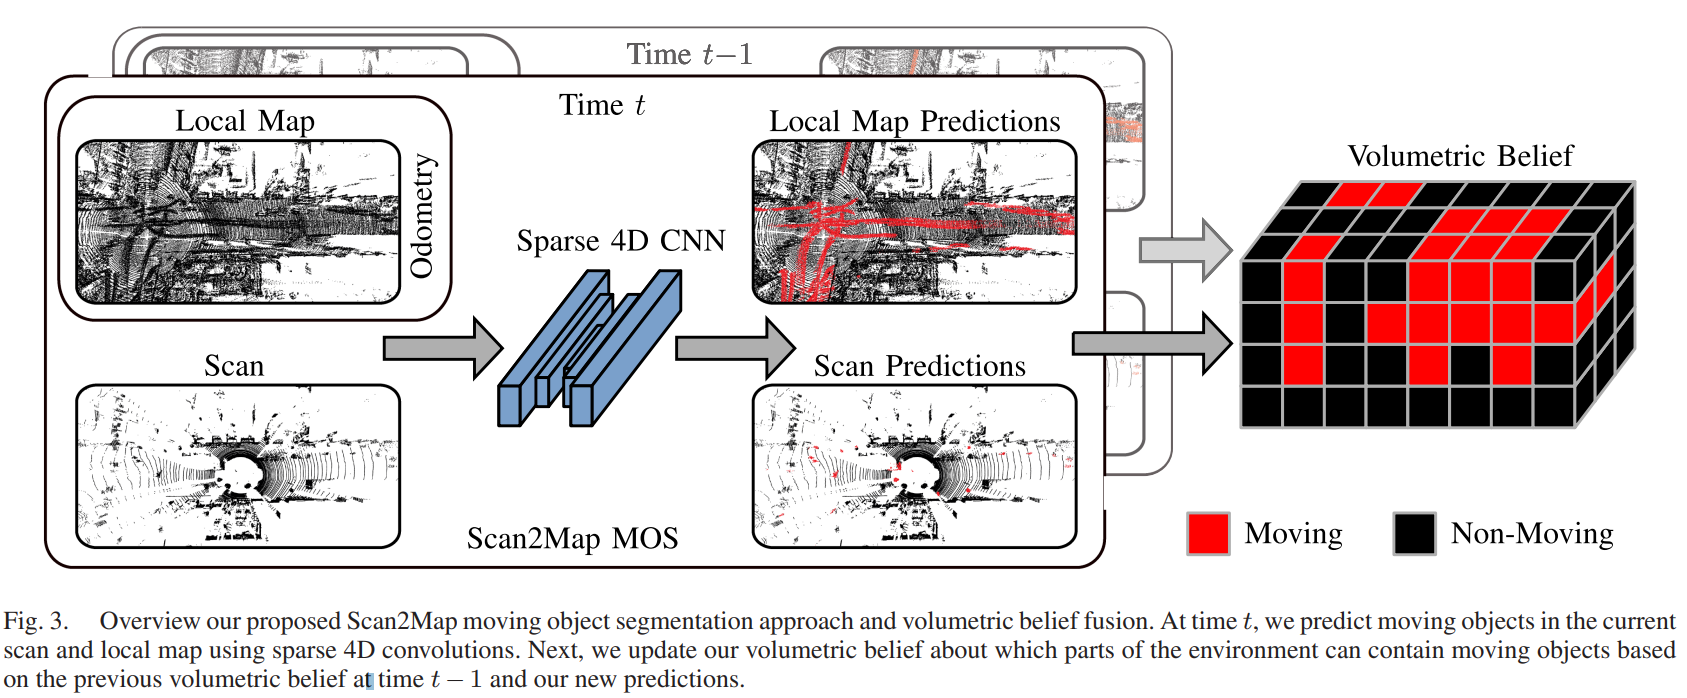 Time t−1
Time t
Local Map
Odometry
Local Map Predictions
Volumetric Belief
Sparse 4D CNN
Scan
Scan Predictions
Scan2Map MOS
Moving
Non-Moving
Fig. 3. Overview our proposed Scan2Map moving object segmentation approach and volumetric belief fusion. At time t, we predict moving objects in the current
scan and local map using sparse 4D convolutions. Next, we update our volumetric belief about which parts of the environment can contain moving objects based
on the previous volumetric belief at time t − 1 and our new predictions.